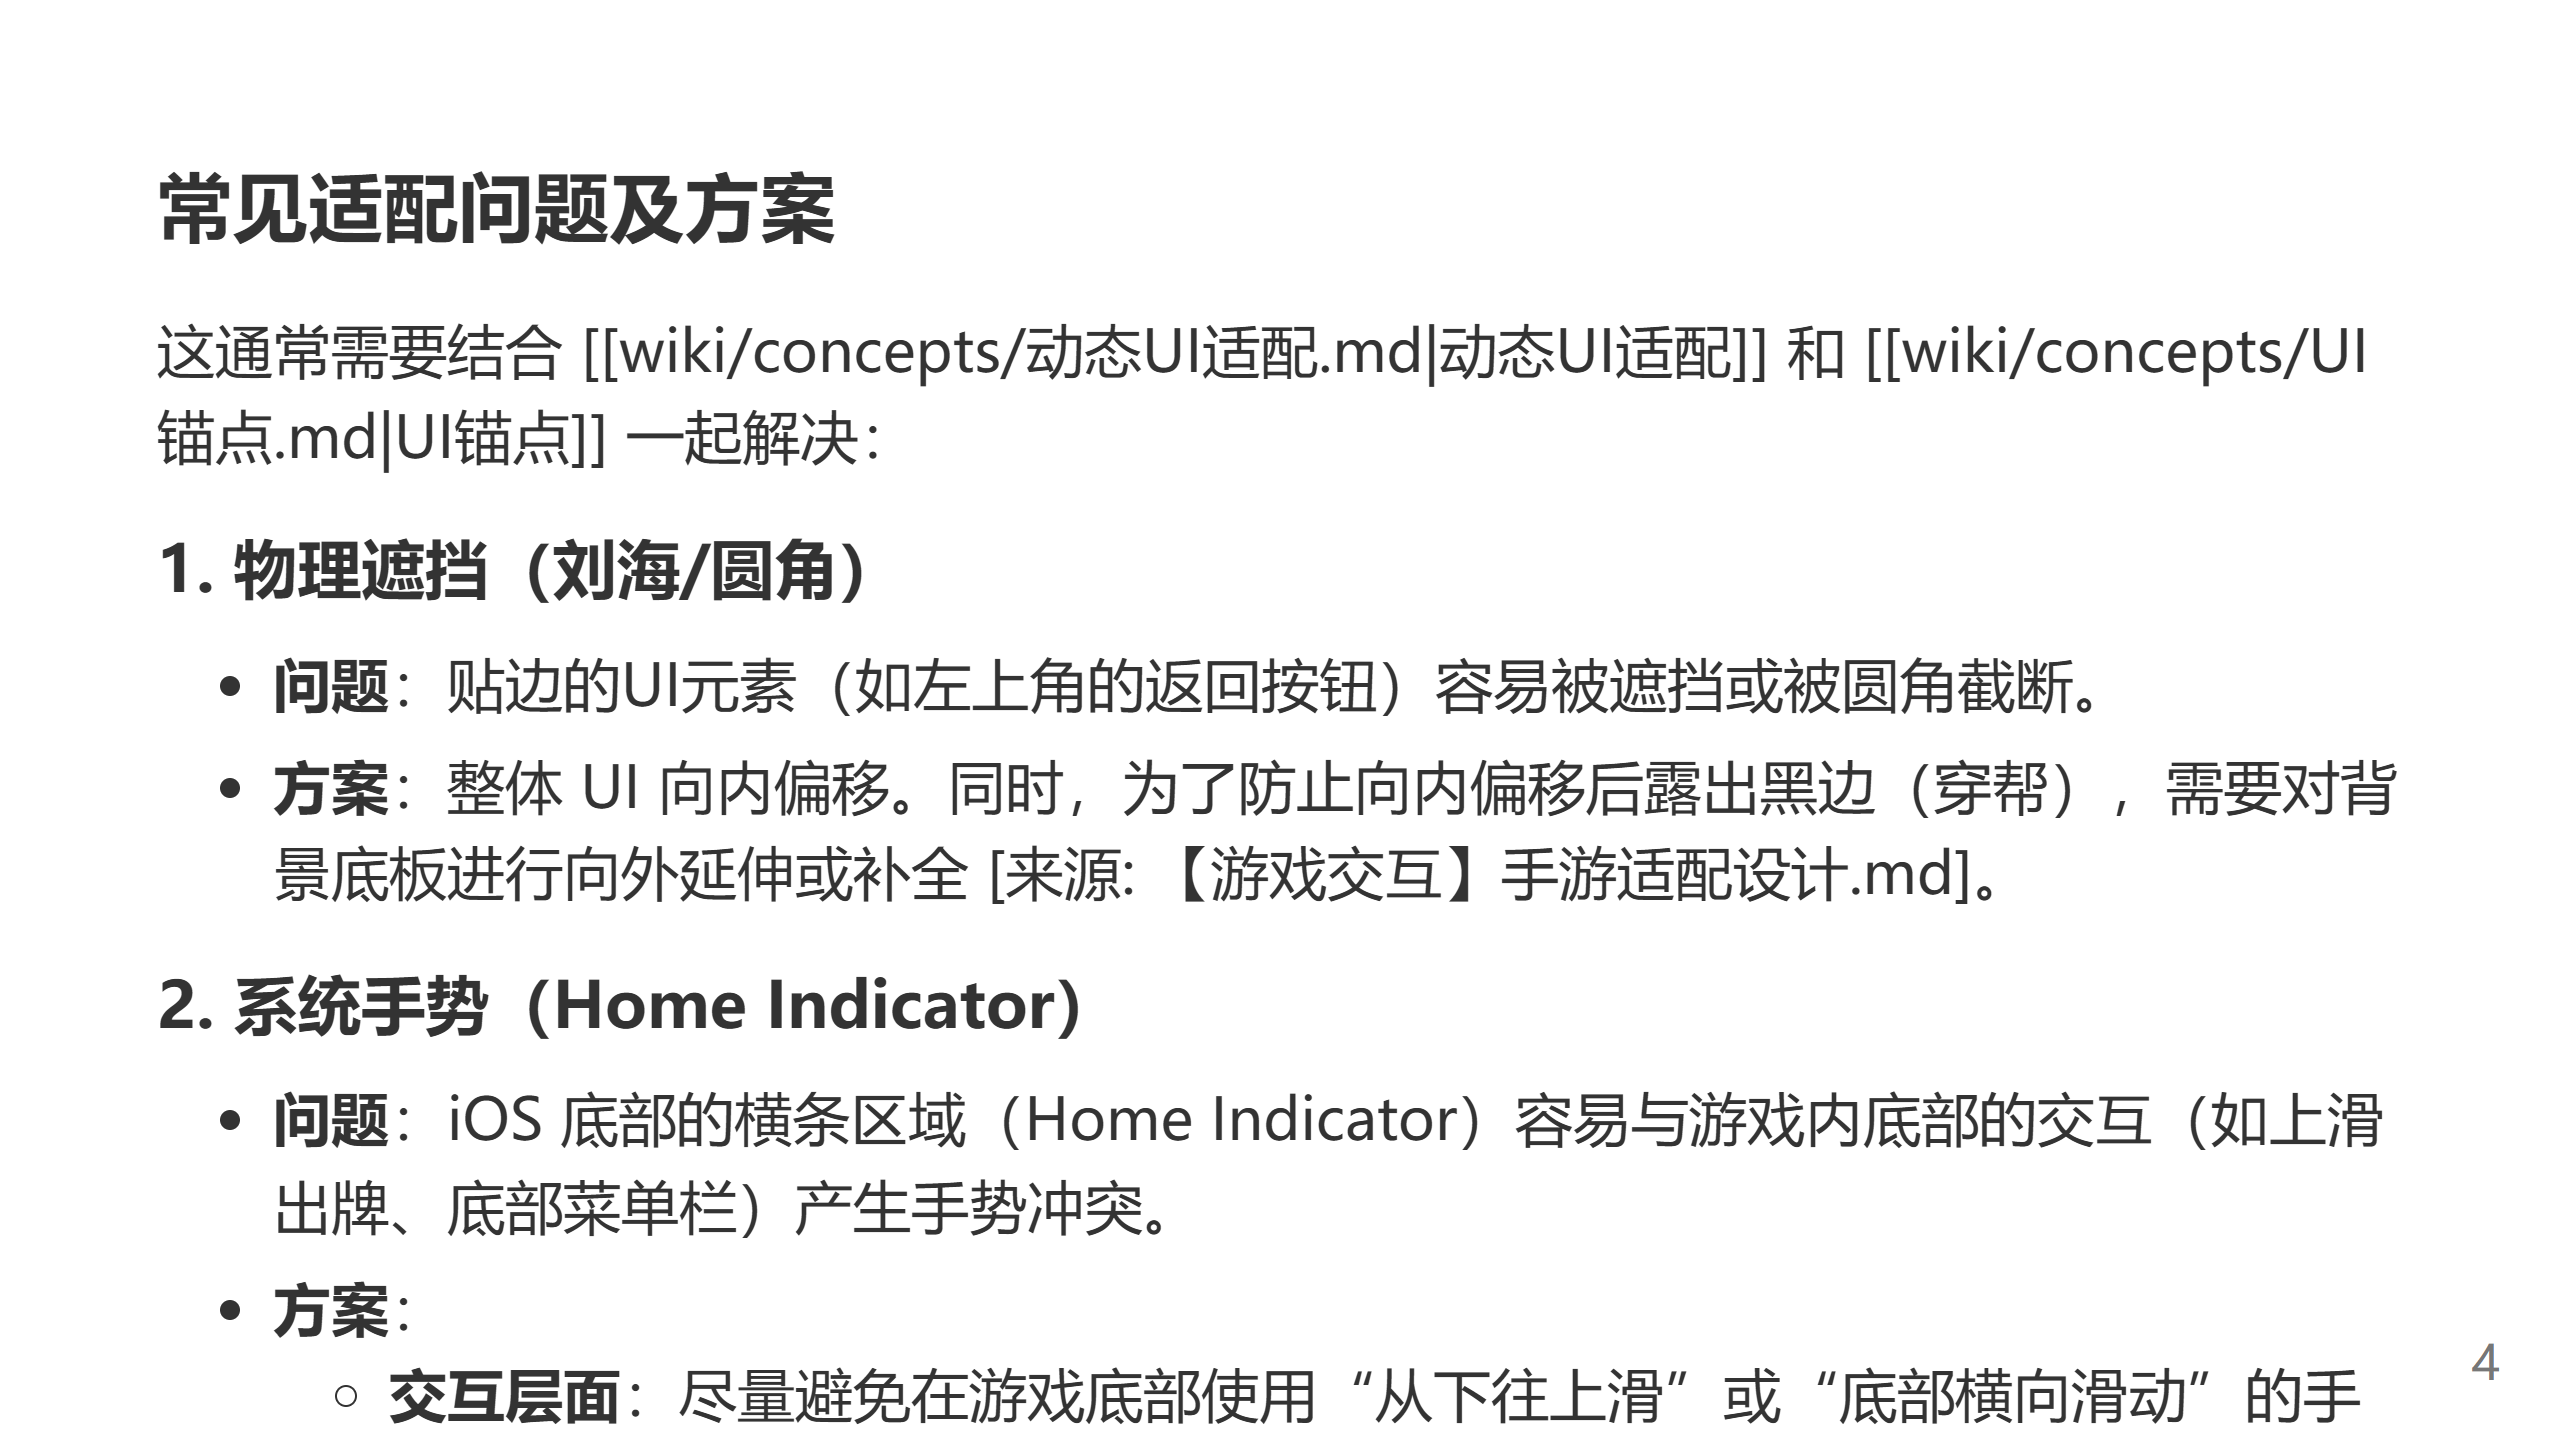 常见适配问题及方案
这通常需要结合 [[wiki/concepts/动态UI适配.md|动态UI适配]] 和 [[wiki/concepts/UI
锚点.md|UI锚点]] 一起解决：
1. 物理遮挡（刘海/圆角）
• 问题：贴边的UI元素（如左上角的返回按钮）容易被遮挡或被圆角截断。
• 方案：整体 UI 向内偏移。同时，为了防止向内偏移后露出黑边（穿帮），需要对背
景底板进行向外延伸或补全 [来源: 【游戏交互】手游适配设计.md]。
2. 系统手势（Home Indicator）
• 问题：iOS 底部的横条区域（Home Indicator）容易与游戏内底部的交互（如上滑
出牌、底部菜单栏）产生手势冲突。
• 方案：
○ 交互层面：尽量避免在游戏底部使用“从下往上滑”或“底部横向滑动”的手
4